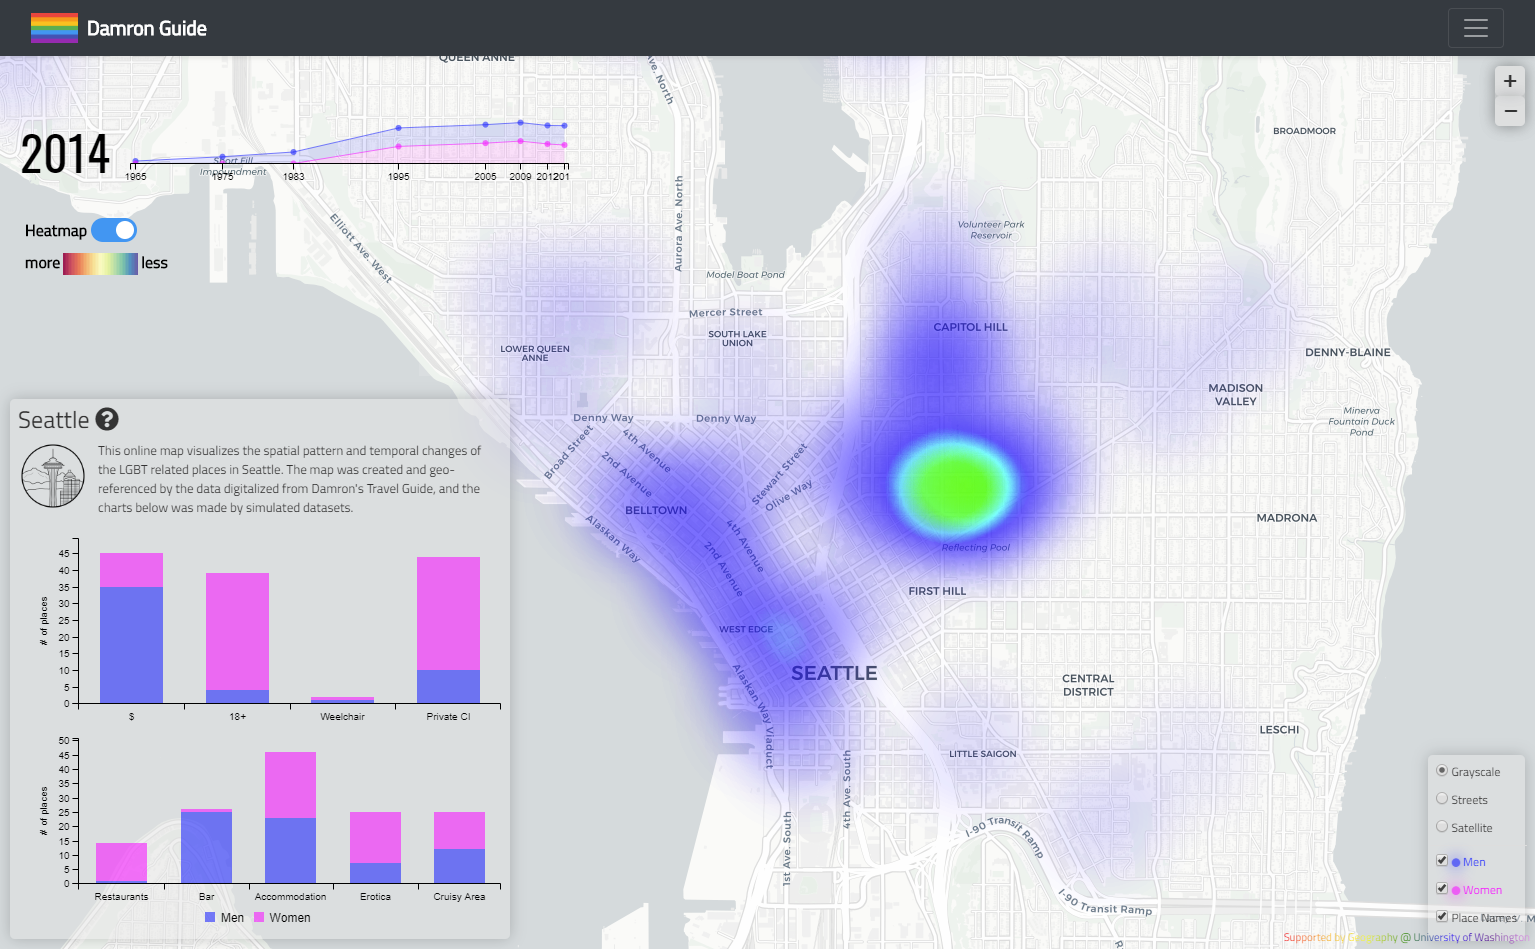 Damron Guide
QUEEN ANNE
Ave. North
+
−
BROADMOOR
2014
Short Fill
Impoundment
1965 1975 1983 1995 2005 2009 2012 201
Elliott Ave. West
Aurora Ave. North
Volunteer Park
Reservoir
Heatmap
more less
Model Boat Pond
Mercer Street
SOUTH LAKE
UNION
CAPITOL HILL
LOWER QUEEN
ANNE
DENNY-BLAINE
MADISON
VALLEY
Minerva
Fountain Duck
Pond
Denny Way
Denny Way
Broad Street
4th Avenue
2nd Avenue
Stewart Street
Olive Way
BELLTOWN
Alaskan Way
4th Avenue
2nd Avenue
MADRONA
Reflecting Pool
FIRST HILL
WEST EDGE
SEATTLE
CENTRAL
DISTRICT
Alaskan Way Viaduct
LESCHI
LITTLE SAIGON
4th Ave. South
1st Ave. South
I-90 Transit Ramp
I-90 Transit Ramp
Seattle ?
This online map visualizes the spatial pattern and temporal changes of
the LGBT related places in Seattle. The map was created and geo-
referenced by the data digitalized from Damron's Travel Guide, and the
charts below was made by simulated datasets.
# of places
45
40
35
30
25
20
15
10
5
0
$ 18+ Weelchair Private Cl
# of places
50
45
40
35
30
25
20
15
10
5
0
Restaurants Bar Accommodation Erotica Cruisy Area
Men Women
Grayscale
Streets
Satellite
Men
Women
Place Names
Supported by Geography @ University of Washington